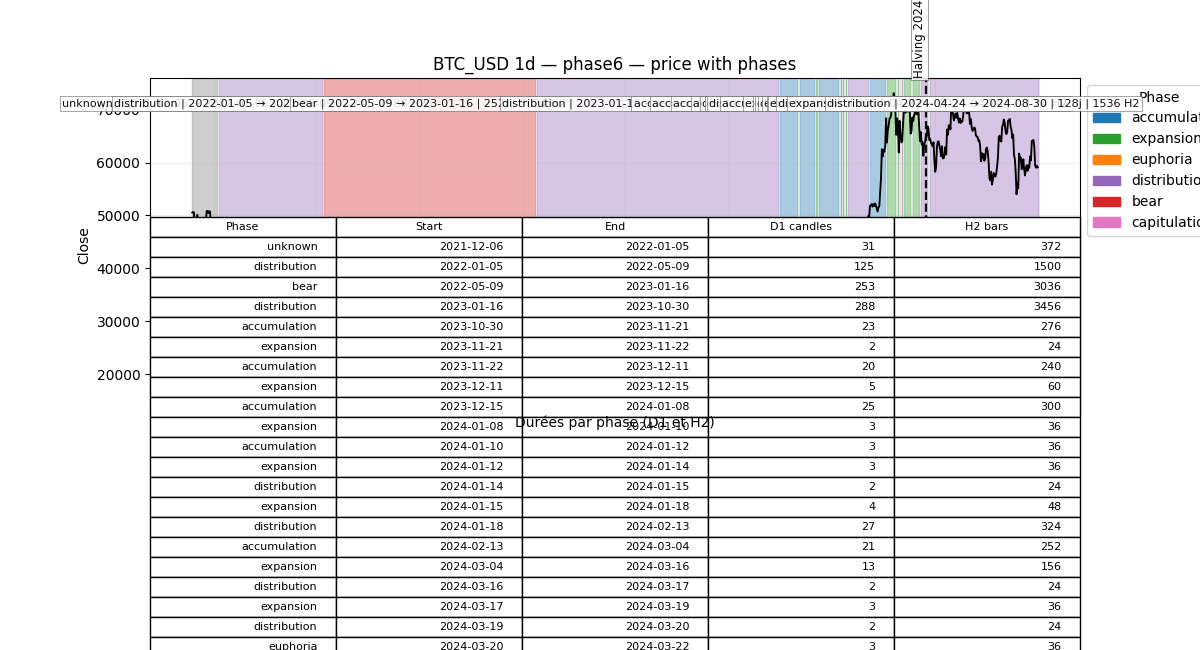 Halving 2024
BTC_USD 1d — phase6 — price with phases
unknown distribution | 2022-01-05 → 202 bear | 2022-05-09 → 2023-01-16 | 252 distribution | 2023-01-1 distribution | 2024-04-24 → 2024-08-30 | 128j | 1536 H2
Phase
accumulat
expansion
euphoria
distributio
bear
capitulatio
70000
60000
50000
40000
30000
20000
Close
Phase Start End D1 candles H2 bars
unknown 2021-12-06 2022-01-05 31 372
distribution 2022-01-05 2022-05-09 125 1500
bear 2022-05-09 2023-01-16 253 3036
distribution 2023-01-16 2023-10-30 288 3456
accumulation 2023-10-30 2023-11-21 23 276
expansion 2023-11-21 2023-11-22 2 24
accumulation 2023-11-22 2023-12-11 20 240
expansion 2023-12-11 2023-12-15 5 60
accumulation 2023-12-15 2024-01-08 25 300
Durées par phase (D1 et H2)
expansion 2024-01-08 2024-01-10 3 36
accumulation 2024-01-10 2024-01-12 3 36
expansion 2024-01-12 2024-01-14 3 36
distribution 2024-01-14 2024-01-15 2 24
expansion 2024-01-15 2024-01-18 4 48
distribution 2024-01-18 2024-02-13 27 324
accumulation 2024-02-13 2024-03-04 21 252
expansion 2024-03-04 2024-03-16 13 156
distribution 2024-03-16 2024-03-17 2 24
expansion 2024-03-17 2024-03-19 3 36
distribution 2024-03-19 2024-03-20 2 24
euphoria 2024-03-20 2024-03-22 3 36